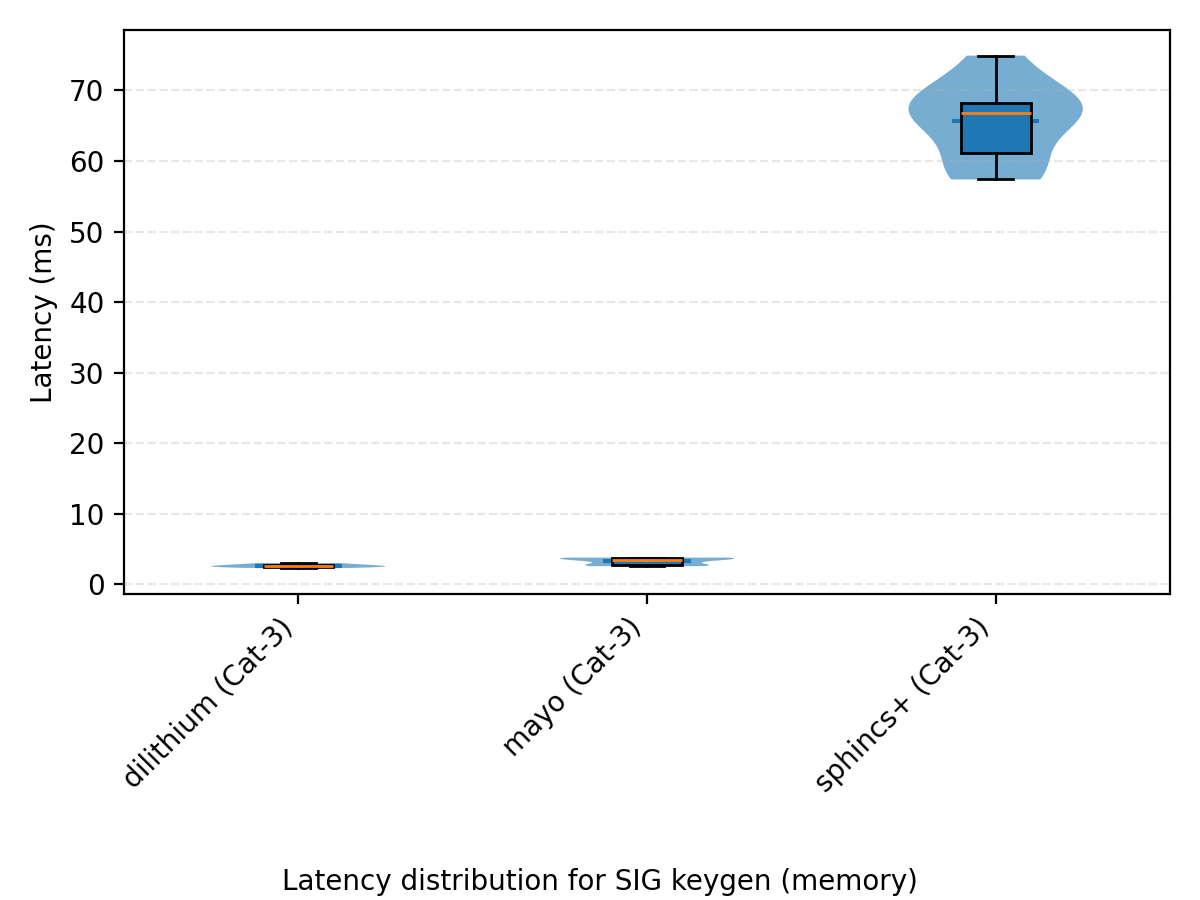 70
60
50
40
30
20
10
0
Latency (ms)
dilithium (Cat-3)
mayo (Cat-3)
sphincs+ (Cat-3)
Latency distribution for SIG keygen (memory)